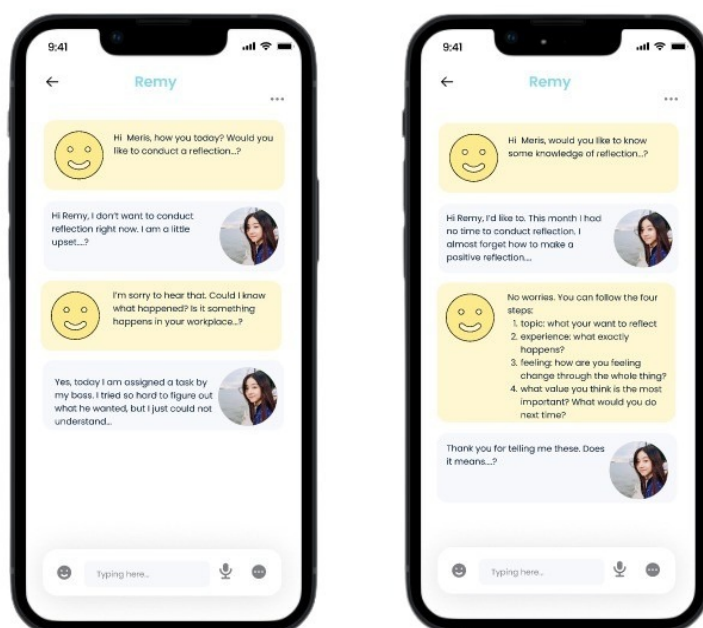 9:41
Remy
Hi Meris, how you today? Would you
like to conduct a reflection...?
Hi Remy, I don't want to conduct
reflection right now. I am a little
upset....?
I'm sorry to hear that. Could I know
what happened? Is it something
happens in your workplace...?
Yes, today I am assigned a task by
my boss. I tried so hard to figure out
what he wanted, but I just could not
understand...
Typing here...
9:41
Remy
Hi Meris, would you like to know
some knowledge of reflection...?
Hi Remy, I'd like to. This month I had
no time to conduct reflection. I
almost forget how to make a
positive reflection....
No worries. You can follow the four
steps:
1. topic: what your want to reflect
2. experience: what exactly
happens?
3. feeling: how are you feeling
change through the whole thing?
4. what value you think is the most
important? What would you do
next time?
Thank you for telling me these. Does
it means....?
Typing here...